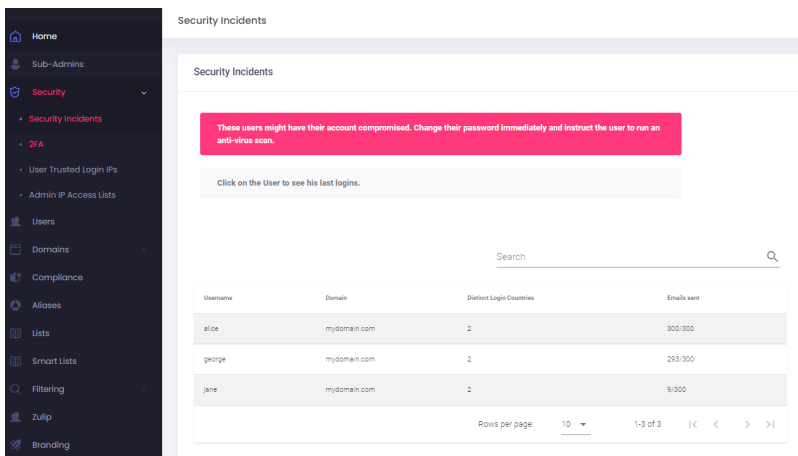 Home
Sub-Admins
Security
Security Incidents
2FA
User Trusted Login IPs
Admin IP Access Lists
Users
Domains
Compliance
Aliases
Lists
Smart Lists
Filtering
Zulip
Branding
Security Incidents
Security Incidents
These users might have their account compromised. Change their password immediately and instruct the user to run an
anti-virus scan.
Click on the User to see his last logins.
Search
Username Domain Distinct Login Countries Emails sent
alice mydomain.com 2 300/300
george mydomain.com 2 293/300
jane mydomain.com 2 9/300
Rows per page: 10 1-3 of 3